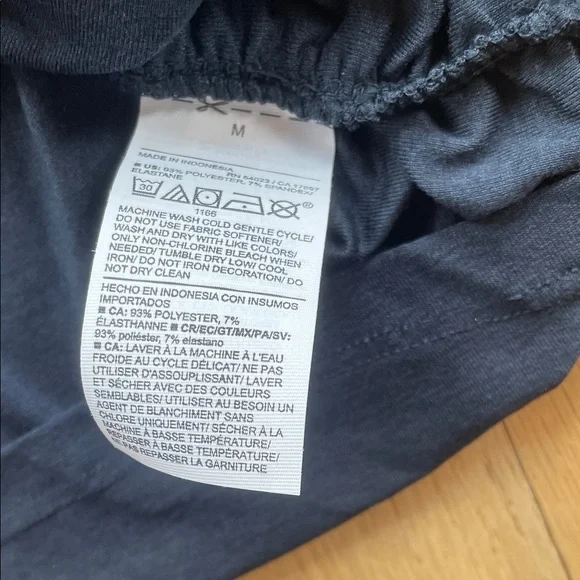 M
MADE IN INDONESIA RN 54023 / CA 17897
■ US: 93% POLYESTER, 7% SPANDEX/
ELASTANE
30
1166
MACHINE WASH COLD GENTLE CYCLE/
DO NOT USE FABRIC SOFTENER/
WASH AND DRY WITH LIKE COLORS/
ONLY NON-CHLORINE BLEACH WHEN
NEEDED/ TUMBLE DRY LOW/ COOL
IRON/ DO NOT IRON DECORATION/ DO
NOT DRY CLEAN
HECHO EN INDONESIA CON INSUMOS
IMPORTADOS
■ CA: 93% POLYESTER, 7%
ÉLASTHANNE ■ CR/EC/GT/MX/PA/SV:
93% poliéster, 7% elastano
■ CA: LAVER À LA MACHINE À L'EAU
FROIDE AU CYCLE DÉLICAT/ NE PAS
UTILISER D'ASSOUPLISSANT/ LAVER
ET SÉCHER AVEC DES COULEURS
SEMBLABLES/ UTILISER AU BESOIN UN
AGENT DE BLANCHIMENT SANS
CHLORE UNIQUEMENT/ SÉCHER À LA
MACHINE À BASSE TEMPÉRATURE/
REPASSER À BASSE TEMPÉRATURE/
NE PAS REPASSER LA GARNITURE